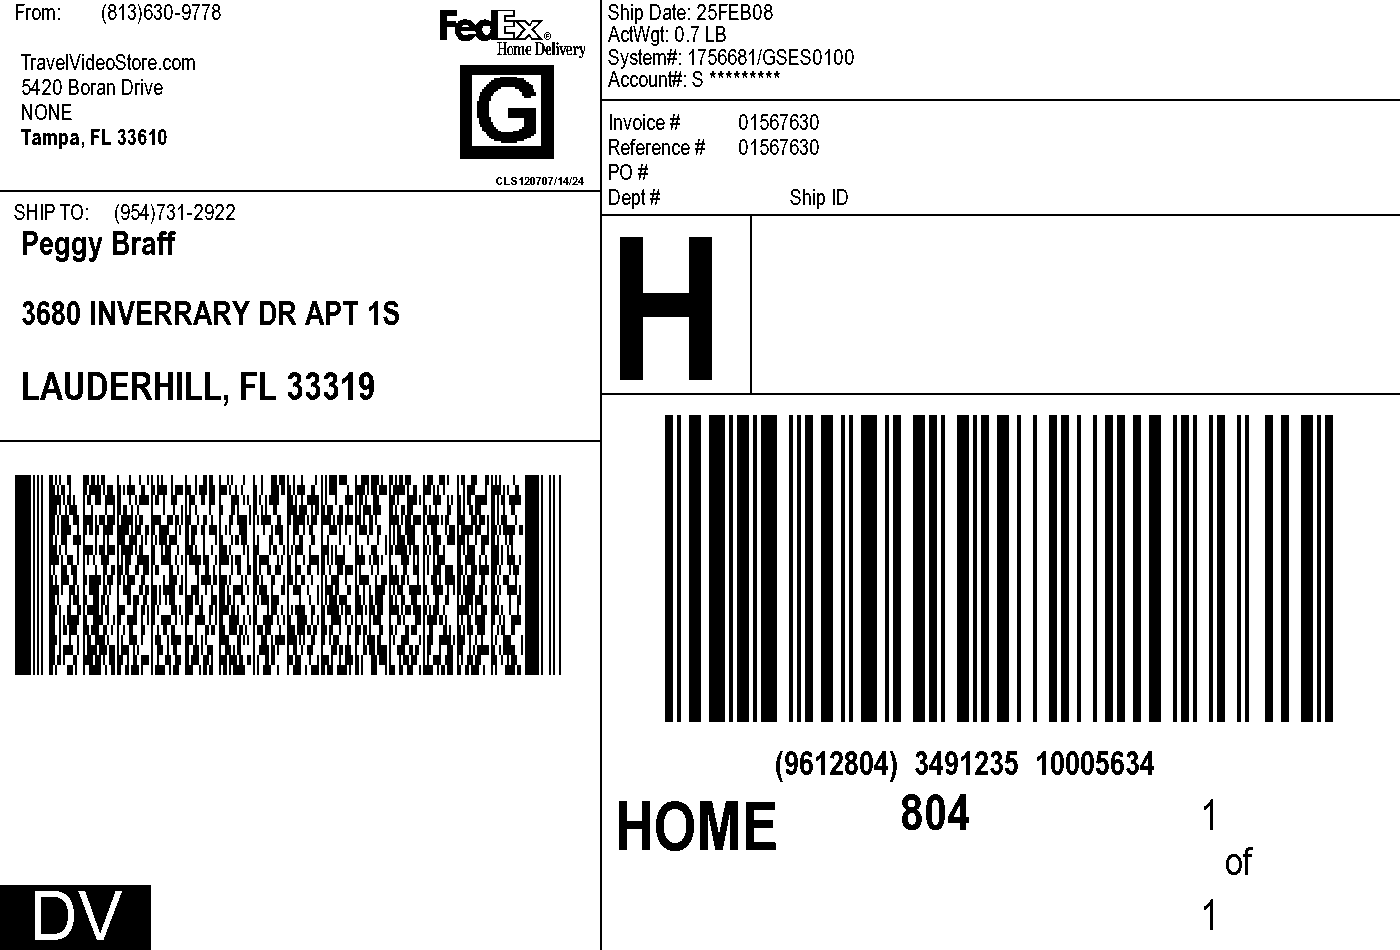 From: (813)630-9778
TravelVideoStore.com
5420 Boran Drive
NONE
Tampa, FL 33610
FedEx®
Home Delivery
G
CLS120707/14/24
Ship Date: 25FEB08
ActWgt: 0.7 LB
System#: 1756681/GSES0100
Account#: S *********
Invoice # 01567630
Reference # 01567630
PO #
Dept # Ship ID
SHIP TO: (954)731-2922
Peggy Braff
3680 INVERRARY DR APT 1S
LAUDERHILL, FL 33319
H
(9612804) 3491235 10005634
HOME 804 1
of
1
DV